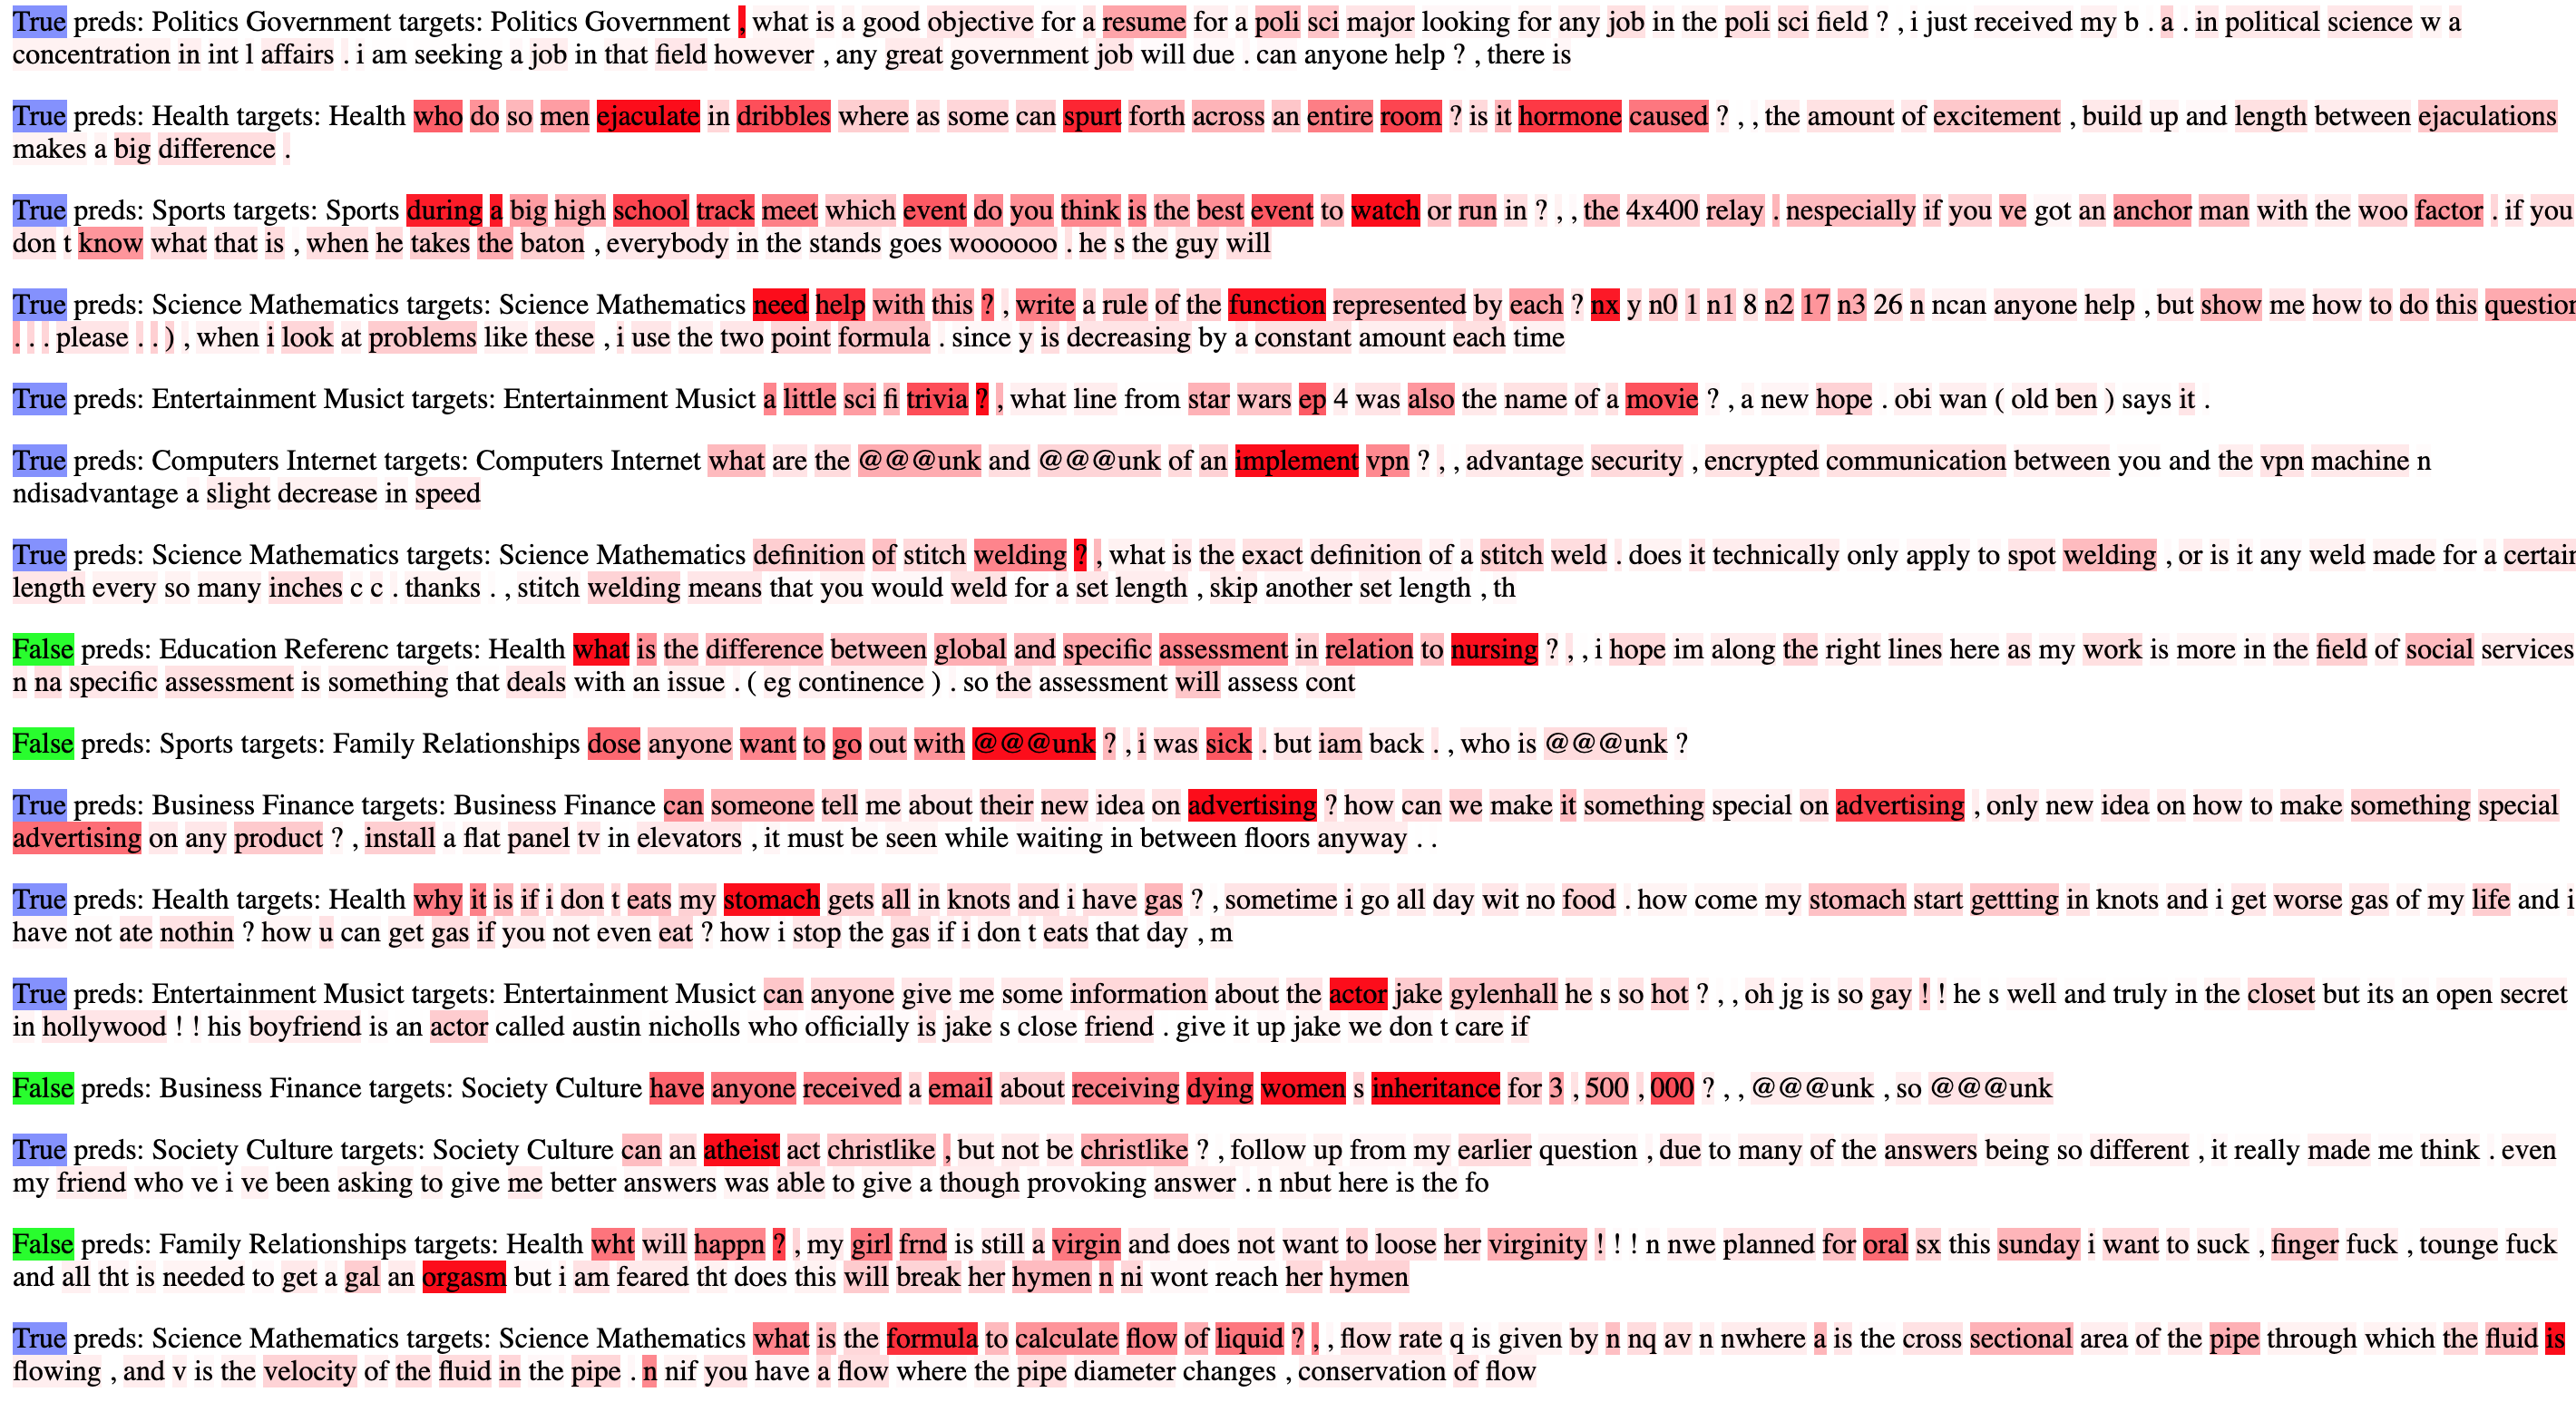 True preds: Politics Government targets: Politics Government , what is a good objective for a resume for a poli sci major looking for any job in the poli sci field ? , i just received my b . a . in political science w a
concentration in int l affairs . i am seeking a job in that field however , any great government job will due . can anyone help ? , there is
True preds: Health targets: Health who do so men ejaculate in dribbles where as some can spurt forth across an entire room ? is it hormone caused ? , , the amount of excitement , build up and length between ejaculations
makes a big difference .
True preds: Sports targets: Sports during a big high school track meet which event do you think is the best event to watch or run in ? , , the 4x400 relay . nespecially if you ve got an anchor man with the woo factor . if you
don t know what that is , when he takes the baton , everybody in the stands goes woooooo . he s the guy will
True preds: Science Mathematics targets: Science Mathematics need help with this ? , write a rule of the function represented by each ? nx y n0 1 n1 8 n2 17 n3 26 n ncan anyone help , but show me how to do this question
. . . please . . ) , when i look at problems like these , i use the two point formula . since y is decreasing by a constant amount each time
True preds: Entertainment Musict targets: Entertainment Musict a little sci fi trivia ? , what line from star wars ep 4 was also the name of a movie ? , a new hope . obi wan ( old ben ) says it .
True preds: Computers Internet targets: Computers Internet what are the @@@unk and @@@unk of an implement vpn ? , , advantage security , encrypted communication between you and the vpn machine n
ndisadvantage a slight decrease in speed
True preds: Science Mathematics targets: Science Mathematics definition of stitch welding ? , what is the exact definition of a stitch weld . does it technically only apply to spot welding , or is it any weld made for a certain
length every so many inches c c . thanks . , stitch welding means that you would weld for a set length , skip another set length , th
False preds: Education Referenc targets: Health what is the difference between global and specific assessment in relation to nursing ? , , i hope im along the right lines here as my work is more in the field of social services
n na specific assessment is something that deals with an issue . ( eg continence ) . so the assessment will assess cont
False preds: Sports targets: Family Relationships dose anyone want to go out with @@@unk ? , i was sick . but iam back . , who is @@@unk ?
True preds: Business Finance targets: Business Finance can someone tell me about their new idea on advertising ? how can we make it something special on advertising , only new idea on how to make something special
advertising on any product ? , install a flat panel tv in elevators , it must be seen while waiting in between floors anyway . .
True preds: Health targets: Health why it is if i don t eats my stomach gets all in knots and i have gas ? , sometime i go all day wit no food . how come my stomach start gettting in knots and i get worse gas of my life and i
have not ate nothin ? how u can get gas if you not even eat ? how i stop the gas if i don t eats that day , m
True preds: Entertainment Musict targets: Entertainment Musict can anyone give me some information about the actor jake gylenhall he s so hot ? , , oh jg is so gay ! ! he s well and truly in the closet but its an open secret
in hollywood ! ! his boyfriend is an actor called austin nicholls who officially is jake s close friend . give it up jake we don t care if
False preds: Business Finance targets: Society Culture have anyone received a email about receiving dying women s inheritance for 3 , 500 , 000 ? , , @@@unk , so @@@unk
True preds: Society Culture targets: Society Culture can an atheist act christlike , but not be christlike ? , follow up from my earlier question , due to many of the answers being so different , it really made me think . even
my friend who ve i ve been asking to give me better answers was able to give a though provoking answer . n nbut here is the fo
False preds: Family Relationships targets: Health wht will happn ? , my girl frnd is still a virgin and does not want to loose her virginity ! ! ! n nwe planned for oral sx this sunday i want to suck , finger fuck , tounge fuck
and all tht is needed to get a gal an orgasm but i am feared tht does this will break her hymen n ni wont reach her hymen
True preds: Science Mathematics targets: Science Mathematics what is the formula to calculate flow of liquid ? , , flow rate q is given by n nq av n nwhere a is the cross sectional area of the pipe through which the fluid is
flowing , and v is the velocity of the fluid in the pipe . n nif you have a flow where the pipe diameter changes , conservation of flow